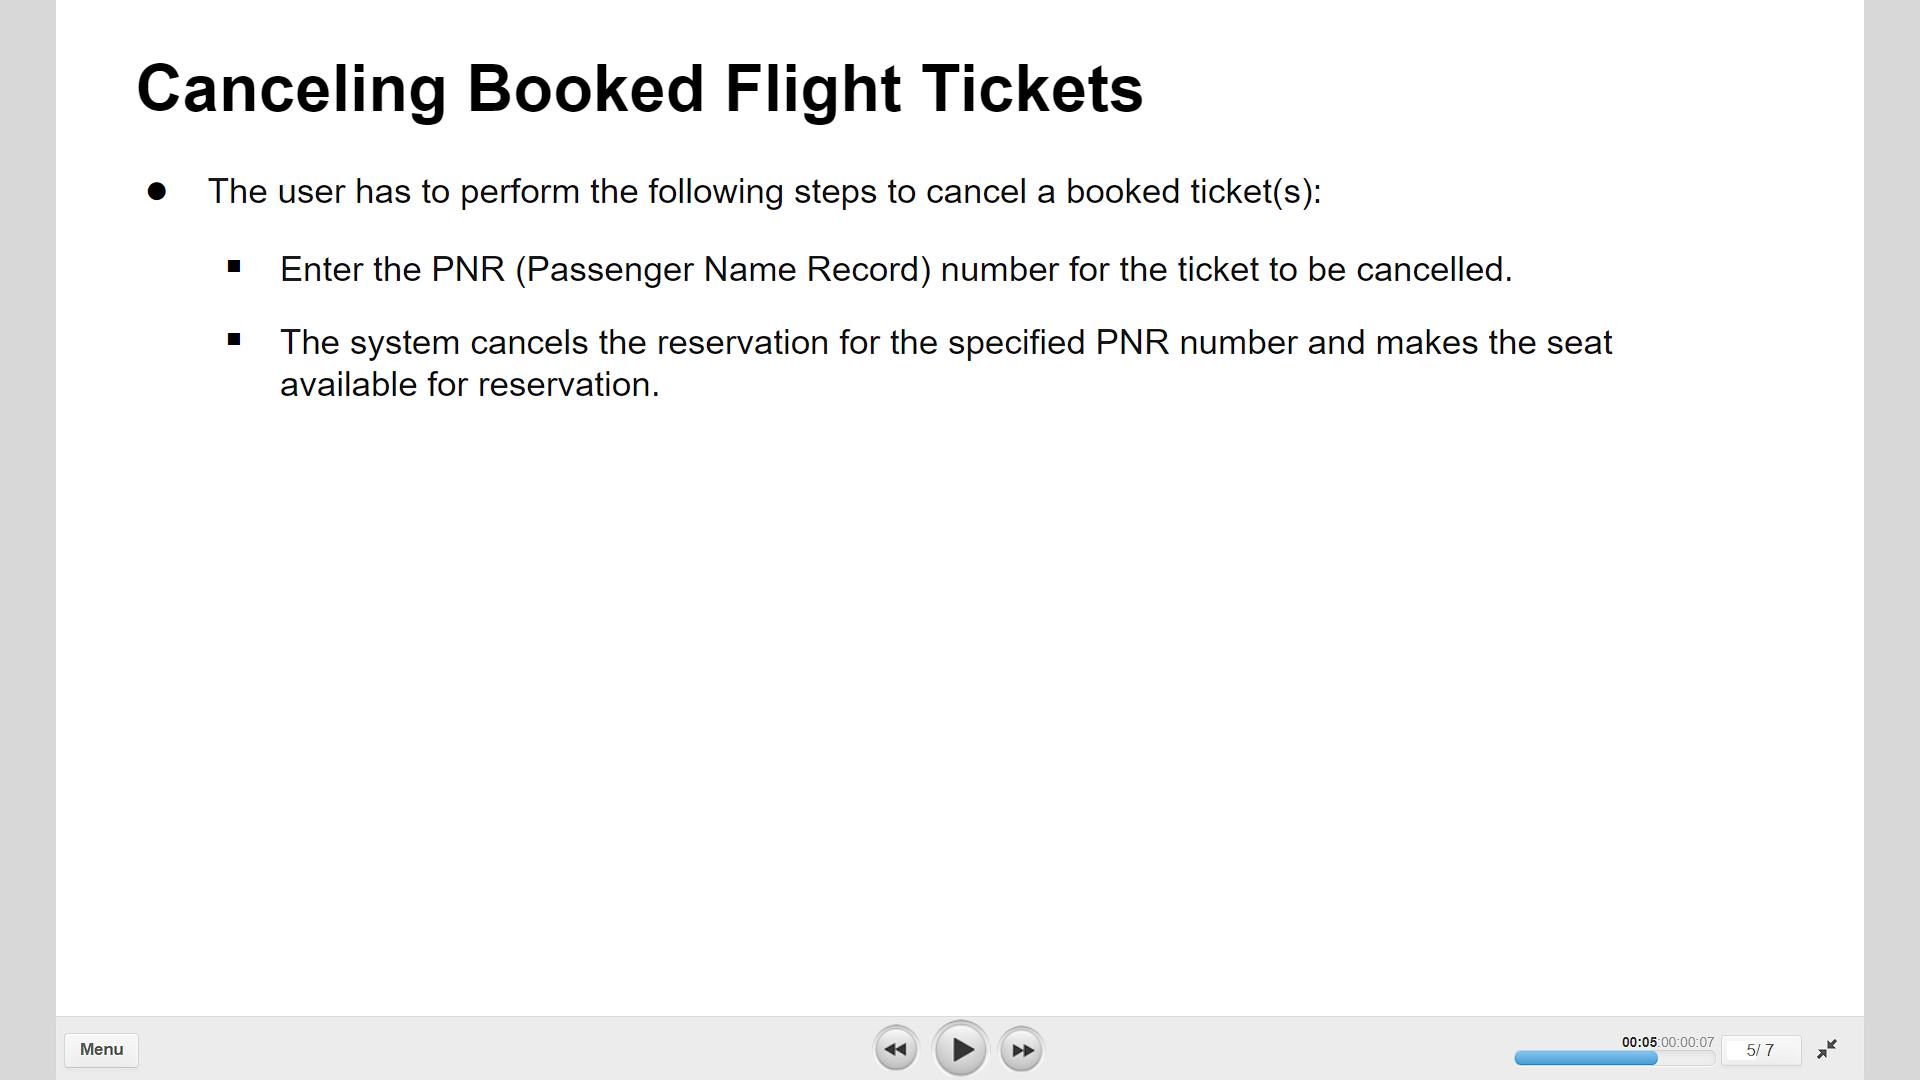 Canceling Booked Flight Tickets
● The user has to perform the following steps to cancel a booked ticket(s):
▪ Enter the PNR (Passenger Name Record) number for the ticket to be cancelled.
▪ The system cancels the reservation for the specified PNR number and makes the seat
available for reservation.
Menu
00:05:00:00:07
5/ 7